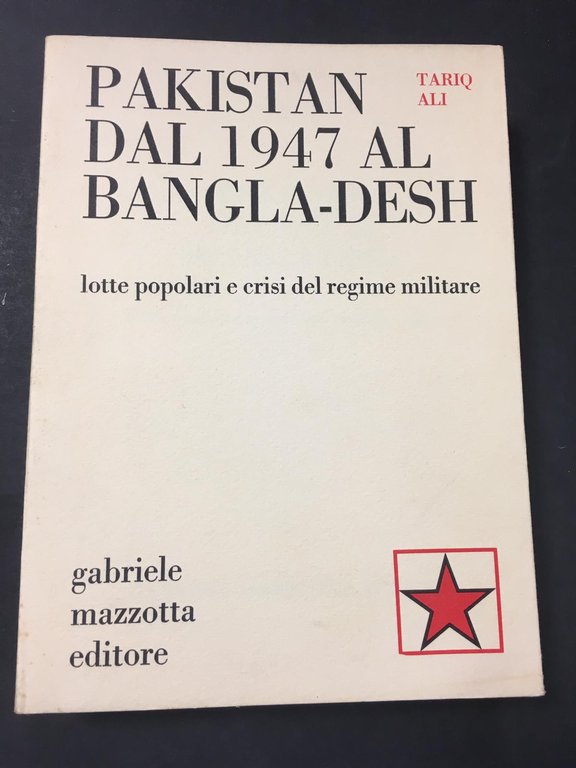 PAKISTAN
DAL 1947 AL
BANGLA-DESH
TARIQ
ALI
lotte popolari e crisi del regime militare
gabriele
mazzotta
editore